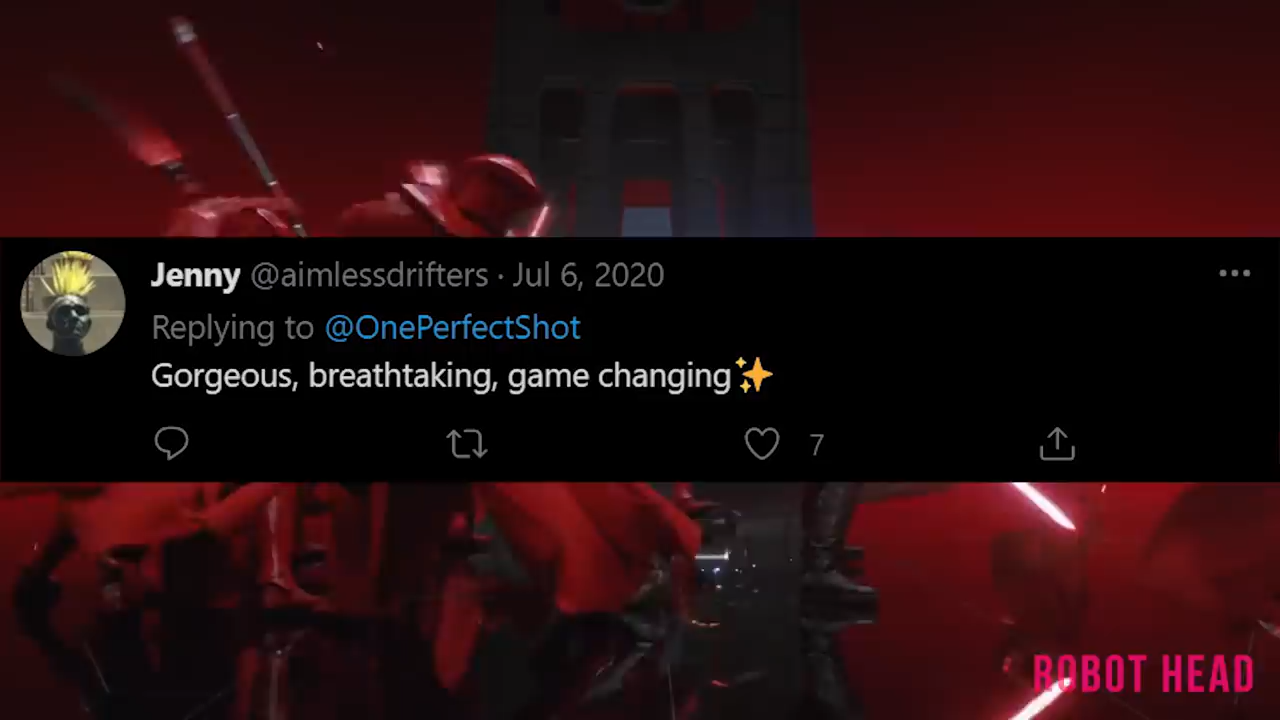 Jenny @aimlessdrifters · Jul 6, 2020
Replying to @OnePerfectShot
Gorgeous, breathtaking, game changing✨
7
ROBOT HEAD